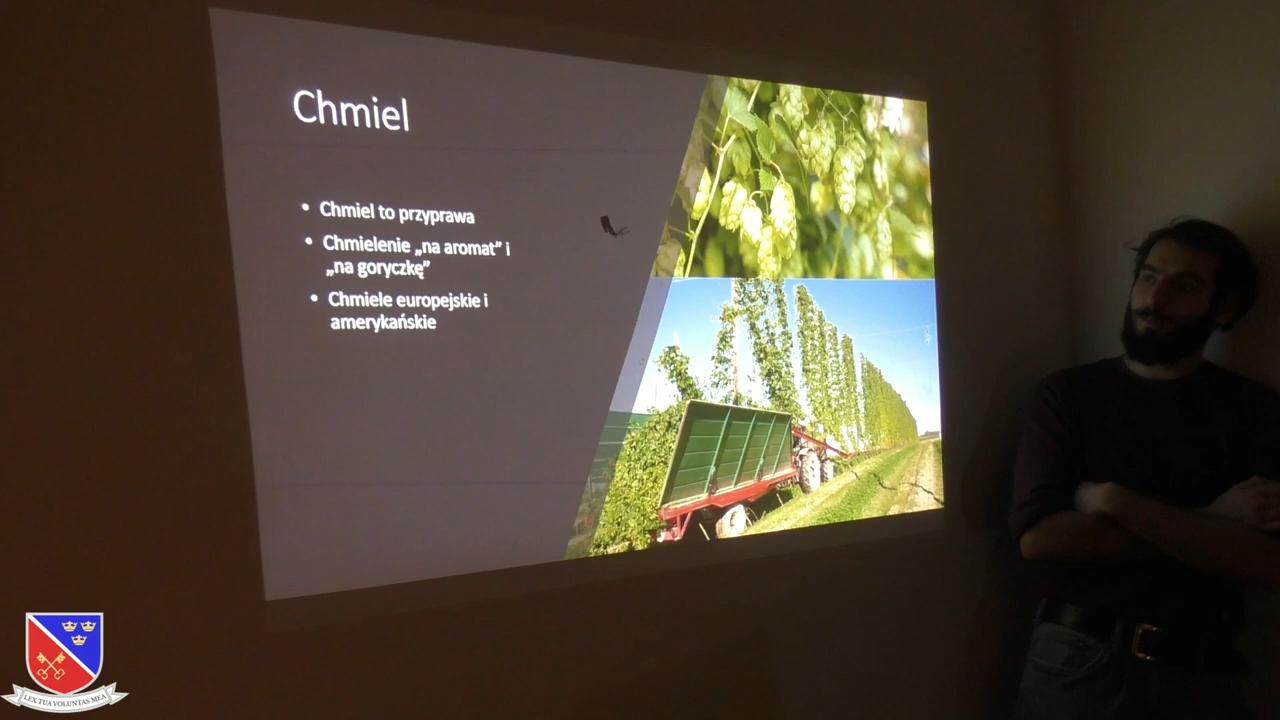 Chmiel
• Chmiel to przyprawa
• Chmielenie „na aromat” i
„na goryczkę”
• Chmiele europejskie i
amerykańskie
LEX TUA VOLUNTAS MEA